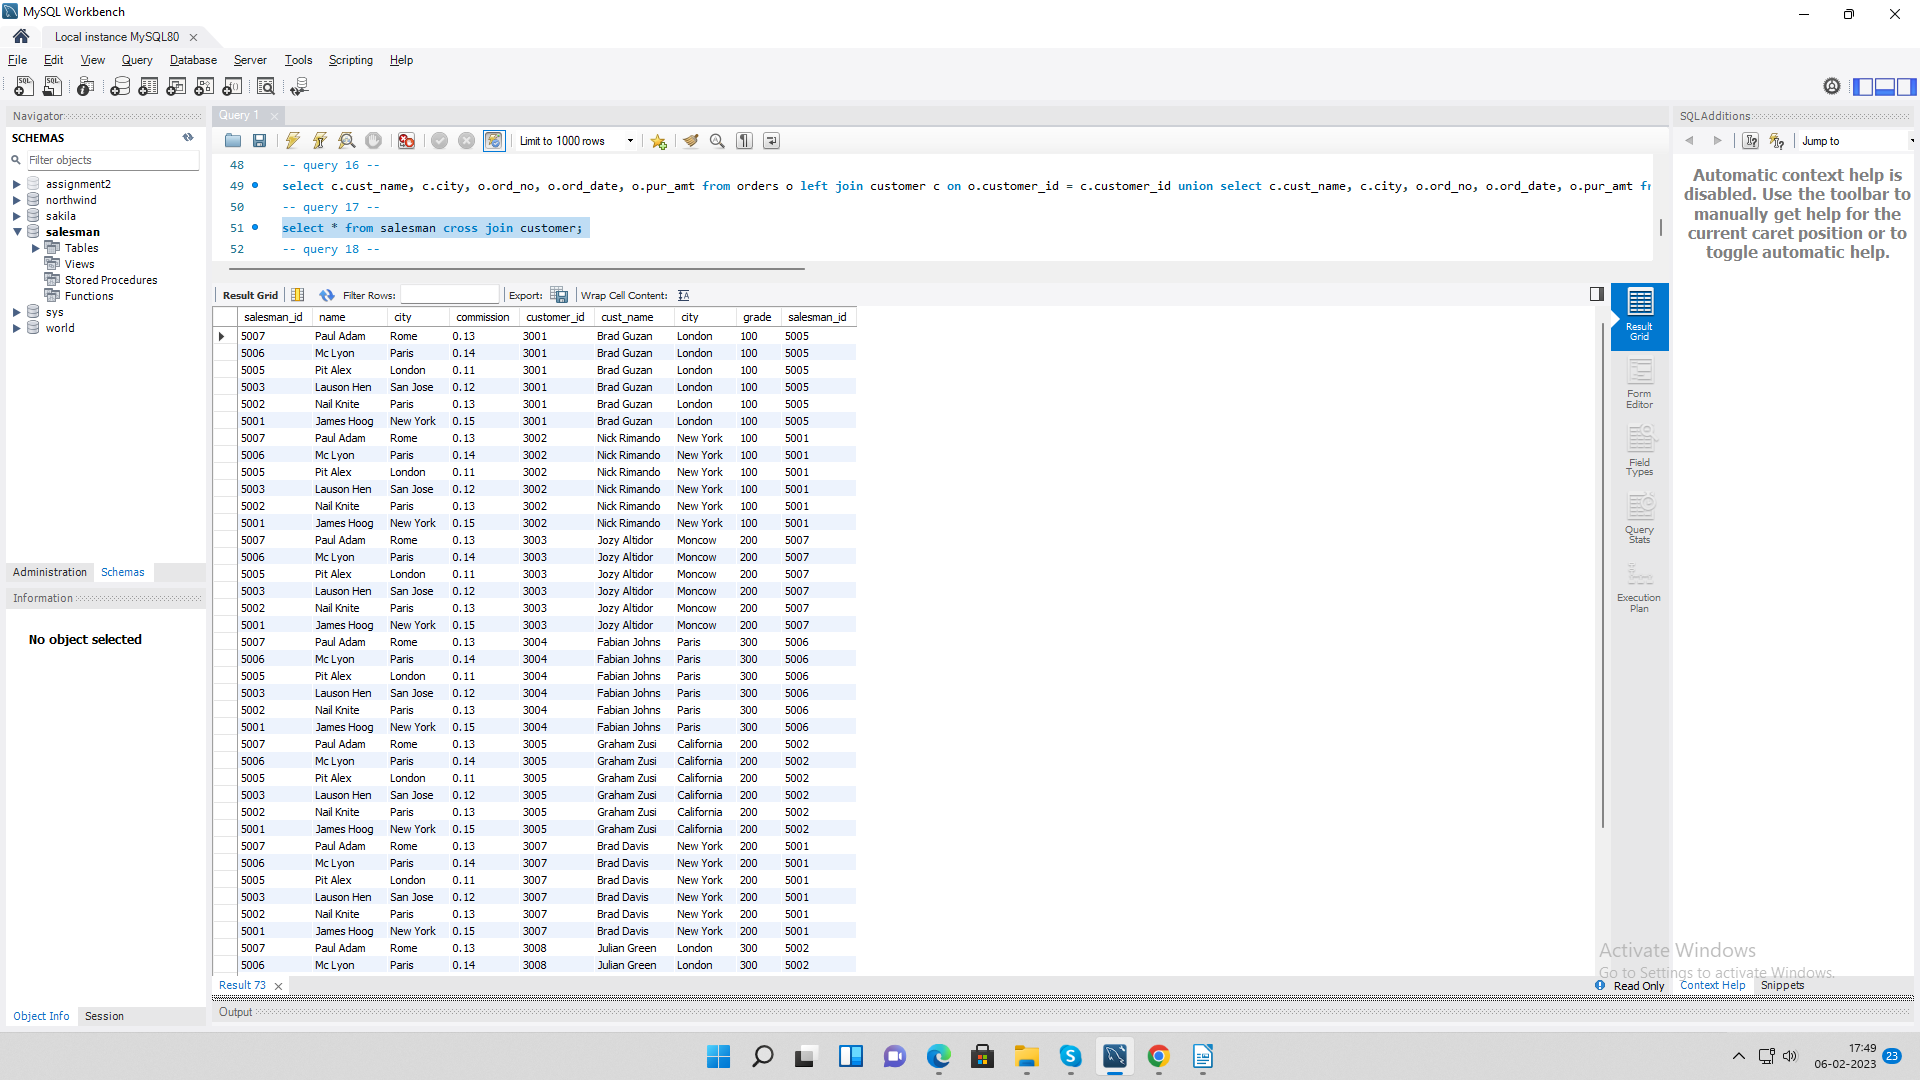 MySQL Workbench
Local instance MySQL80
File Edit View Query Database Server Tools Scripting Help
Navigator
SCHEMAS
Filter objects
assignment2
northwind
sakila
salesman
Tables
Views
Stored Procedures
Functions
sys
world
Administration Schemas
Information
No object selected
Object Info Session
Query 1
Limit to 1000 rows
48 -- query 16 --
49 select c.cust_name, c.city, o.ord_no, o.ord_date, o.pur_amt from orders o left join customer c on o.customer_id = c.customer_id union select c.cust_name, c.city, o.ord_no, o.ord_date, o.pur_amt fr
50 -- query 17 --
51 select * from salesman cross join customer;
52 -- query 18 --
Result Grid Filter Rows: Export: Wrap Cell Content:
salesman_id name city commission customer_id cust_name city grade salesman_id
5007 Paul Adam Rome 0.13 3001 Brad Guzan London 100 5005
5006 Mc Lyon Paris 0.14 3001 Brad Guzan London 100 5005
5005 Pit Alex London 0.11 3001 Brad Guzan London 100 5005
5003 Lauson Hen San Jose 0.12 3001 Brad Guzan London 100 5005
5002 Nail Knite Paris 0.13 3001 Brad Guzan London 100 5005
5001 James Hoog New York 0.15 3001 Brad Guzan London 100 5005
5007 Paul Adam Rome 0.13 3002 Nick Rimando New York 100 5001
5006 Mc Lyon Paris 0.14 3002 Nick Rimando New York 100 5001
5005 Pit Alex London 0.11 3002 Nick Rimando New York 100 5001
5003 Lauson Hen San Jose 0.12 3002 Nick Rimando New York 100 5001
5002 Nail Knite Paris 0.13 3002 Nick Rimando New York 100 5001
5001 James Hoog New York 0.15 3002 Nick Rimando New York 100 5001
5007 Paul Adam Rome 0.13 3003 Jozy Altidor Moncow 200 5007
5006 Mc Lyon Paris 0.14 3003 Jozy Altidor Moncow 200 5007
5005 Pit Alex London 0.11 3003 Jozy Altidor Moncow 200 5007
5003 Lauson Hen San Jose 0.12 3003 Jozy Altidor Moncow 200 5007
5002 Nail Knite Paris 0.13 3003 Jozy Altidor Moncow 200 5007
5001 James Hoog New York 0.15 3003 Jozy Altidor Moncow 200 5007
5007 Paul Adam Rome 0.13 3004 Fabian Johns Paris 300 5006
5006 Mc Lyon Paris 0.14 3004 Fabian Johns Paris 300 5006
5005 Pit Alex London 0.11 3004 Fabian Johns Paris 300 5006
5003 Lauson Hen San Jose 0.12 3004 Fabian Johns Paris 300 5006
5002 Nail Knite Paris 0.13 3004 Fabian Johns Paris 300 5006
5001 James Hoog New York 0.15 3004 Fabian Johns Paris 300 5006
5007 Paul Adam Rome 0.13 3005 Graham Zusi California 200 5002
5006 Mc Lyon Paris 0.14 3005 Graham Zusi California 200 5002
5005 Pit Alex London 0.11 3005 Graham Zusi California 200 5002
5003 Lauson Hen San Jose 0.12 3005 Graham Zusi California 200 5002
5002 Nail Knite Paris 0.13 3005 Graham Zusi California 200 5002
5001 James Hoog New York 0.15 3005 Graham Zusi California 200 5002
5007 Paul Adam Rome 0.13 3007 Brad Davis New York 200 5001
5006 Mc Lyon Paris 0.14 3007 Brad Davis New York 200 5001
5005 Pit Alex London 0.11 3007 Brad Davis New York 200 5001
5003 Lauson Hen San Jose 0.12 3007 Brad Davis New York 200 5001
5002 Nail Knite Paris 0.13 3007 Brad Davis New York 200 5001
5001 James Hoog New York 0.15 3007 Brad Davis New York 200 5001
5007 Paul Adam Rome 0.13 3008 Julian Green London 300 5002
5006 Mc Lyon Paris 0.14 3008 Julian Green London 300 5002
Result 73
Output
Result
Grid
Form
Editor
Field
Types
Query
Stats
Execution
Plan
Read Only
SQLAdditions
Jump to
Automatic context help is
disabled. Use the toolbar to
manually get help for the
current caret position or to
toggle automatic help.
Activate Windows
Go to Settings to activate Windows.
Context Help Snippets
17:49
06-02-2023
23